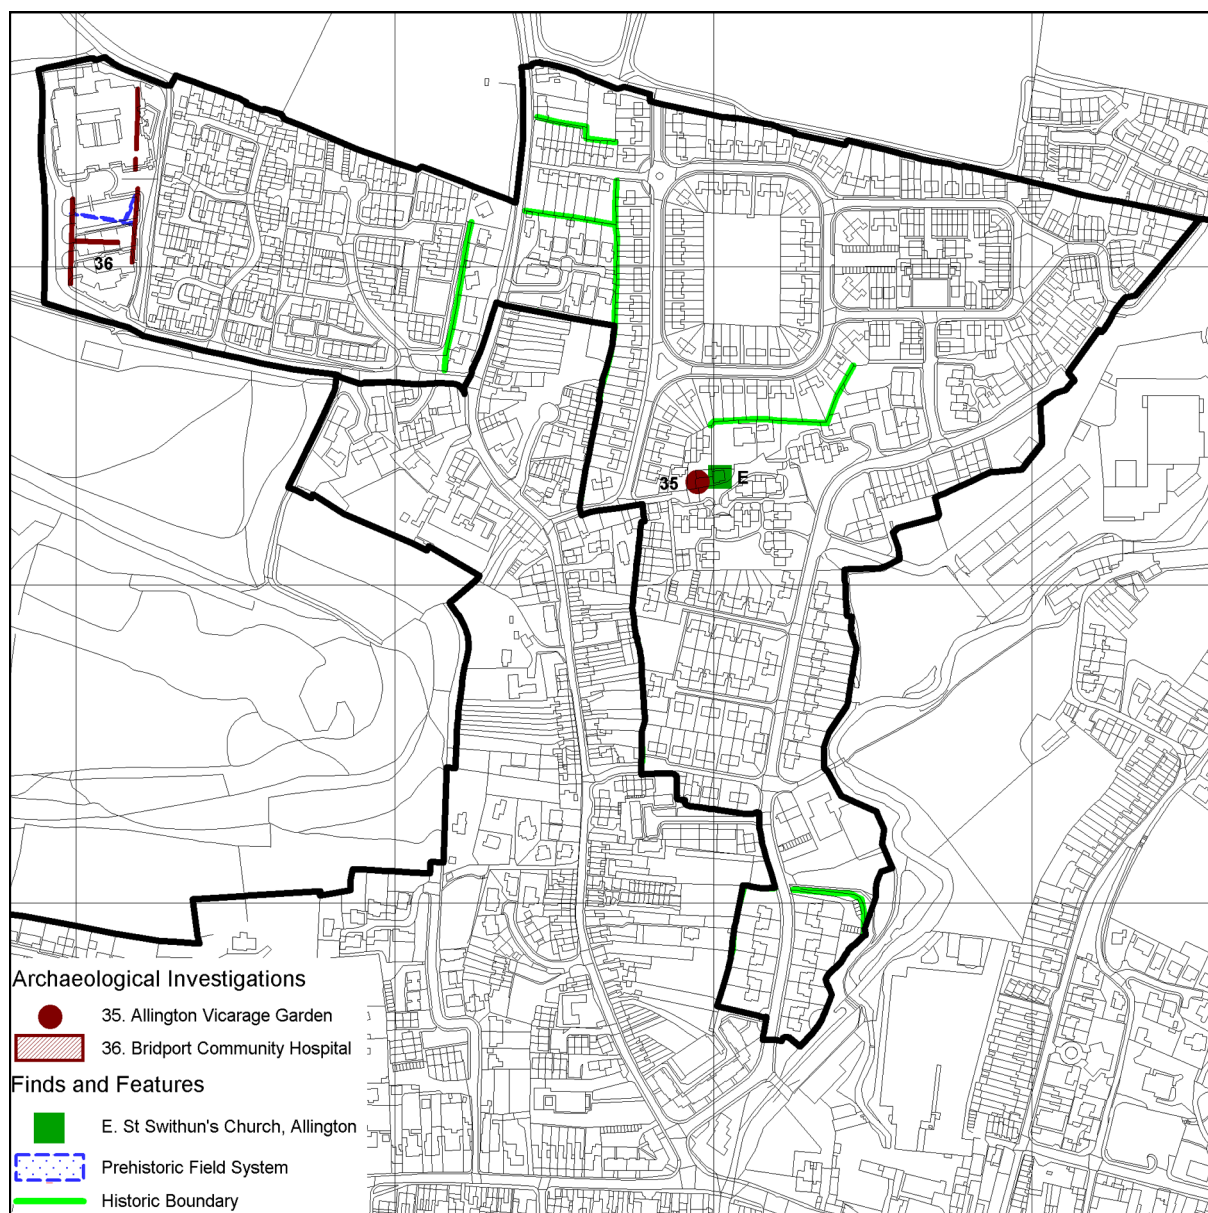 36
35
E
Archaeological Investigations
35. Allington Vicarage Garden
36. Bridport Community Hospital
Finds and Features
E. St Swithun's Church, Allington
Prehistoric Field System
Historic Boundary